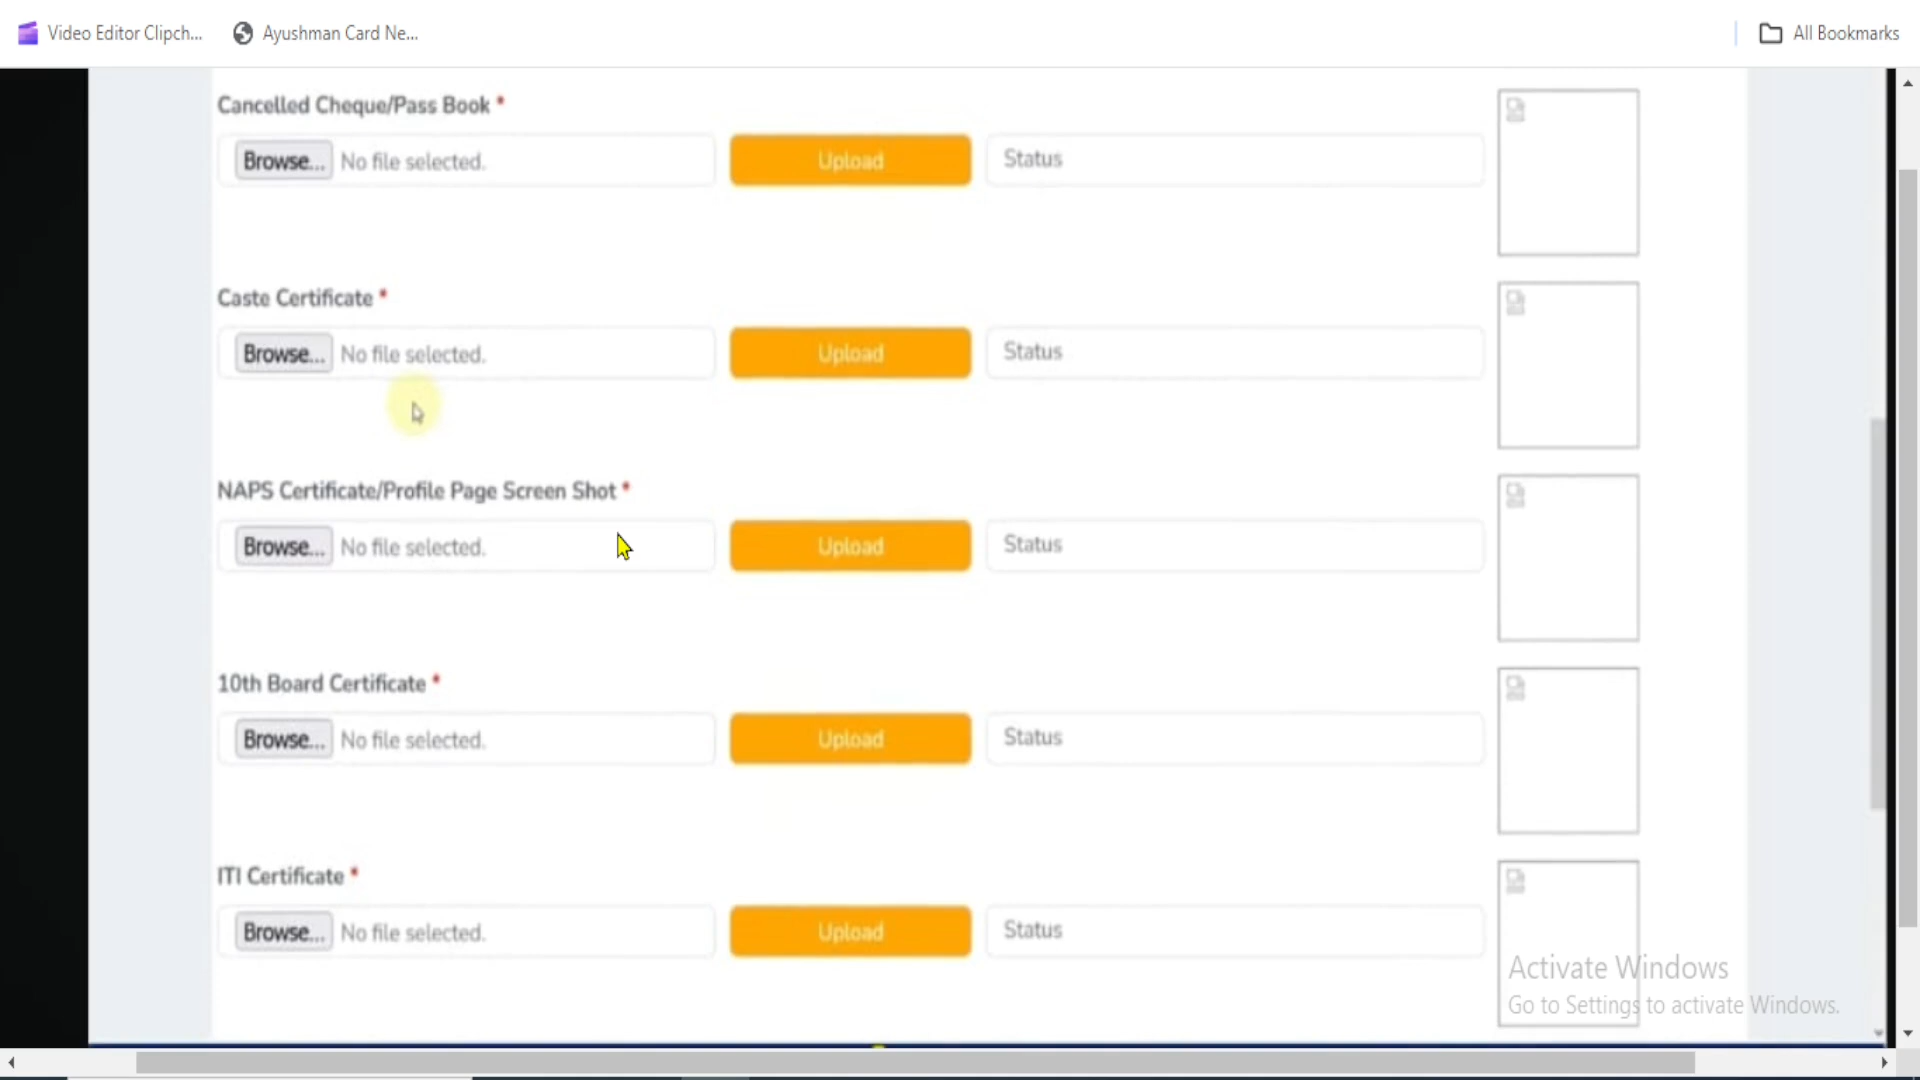 Video Editor Clipch...
Ayushman Card Ne...
All Bookmarks
Cancelled Cheque/Pass Book *
Browse... No file selected.
Upload
Status
Caste Certificate *
Browse... No file selected.
Upload
Status
NAPS Certificate/Profile Page Screen Shot *
Browse... No file selected.
Upload
Status
10th Board Certificate *
Browse... No file selected.
Upload
Status
ITI Certificate *
Browse... No file selected.
Upload
Status
Activate Windows
Go to Settings to activate Windows.